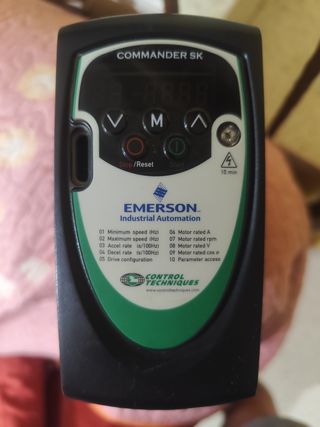 COMMANDER SK
M
Stop/Reset
Start
10 min
EMERSON
Industrial Automation
01 Minimum speed (Hz)
02 Maximum speed (Hz)
03 Accel rate (s/100Hz)
04 Decel rate (s/100Hz)
05 Drive configuration
06 Motor rated A
07 Motor rated rpm
08 Motor rated V
09 Motor rated cos ø
10 Parameter access
CONTROL
TECHNIQUES
www.controltechniques.com